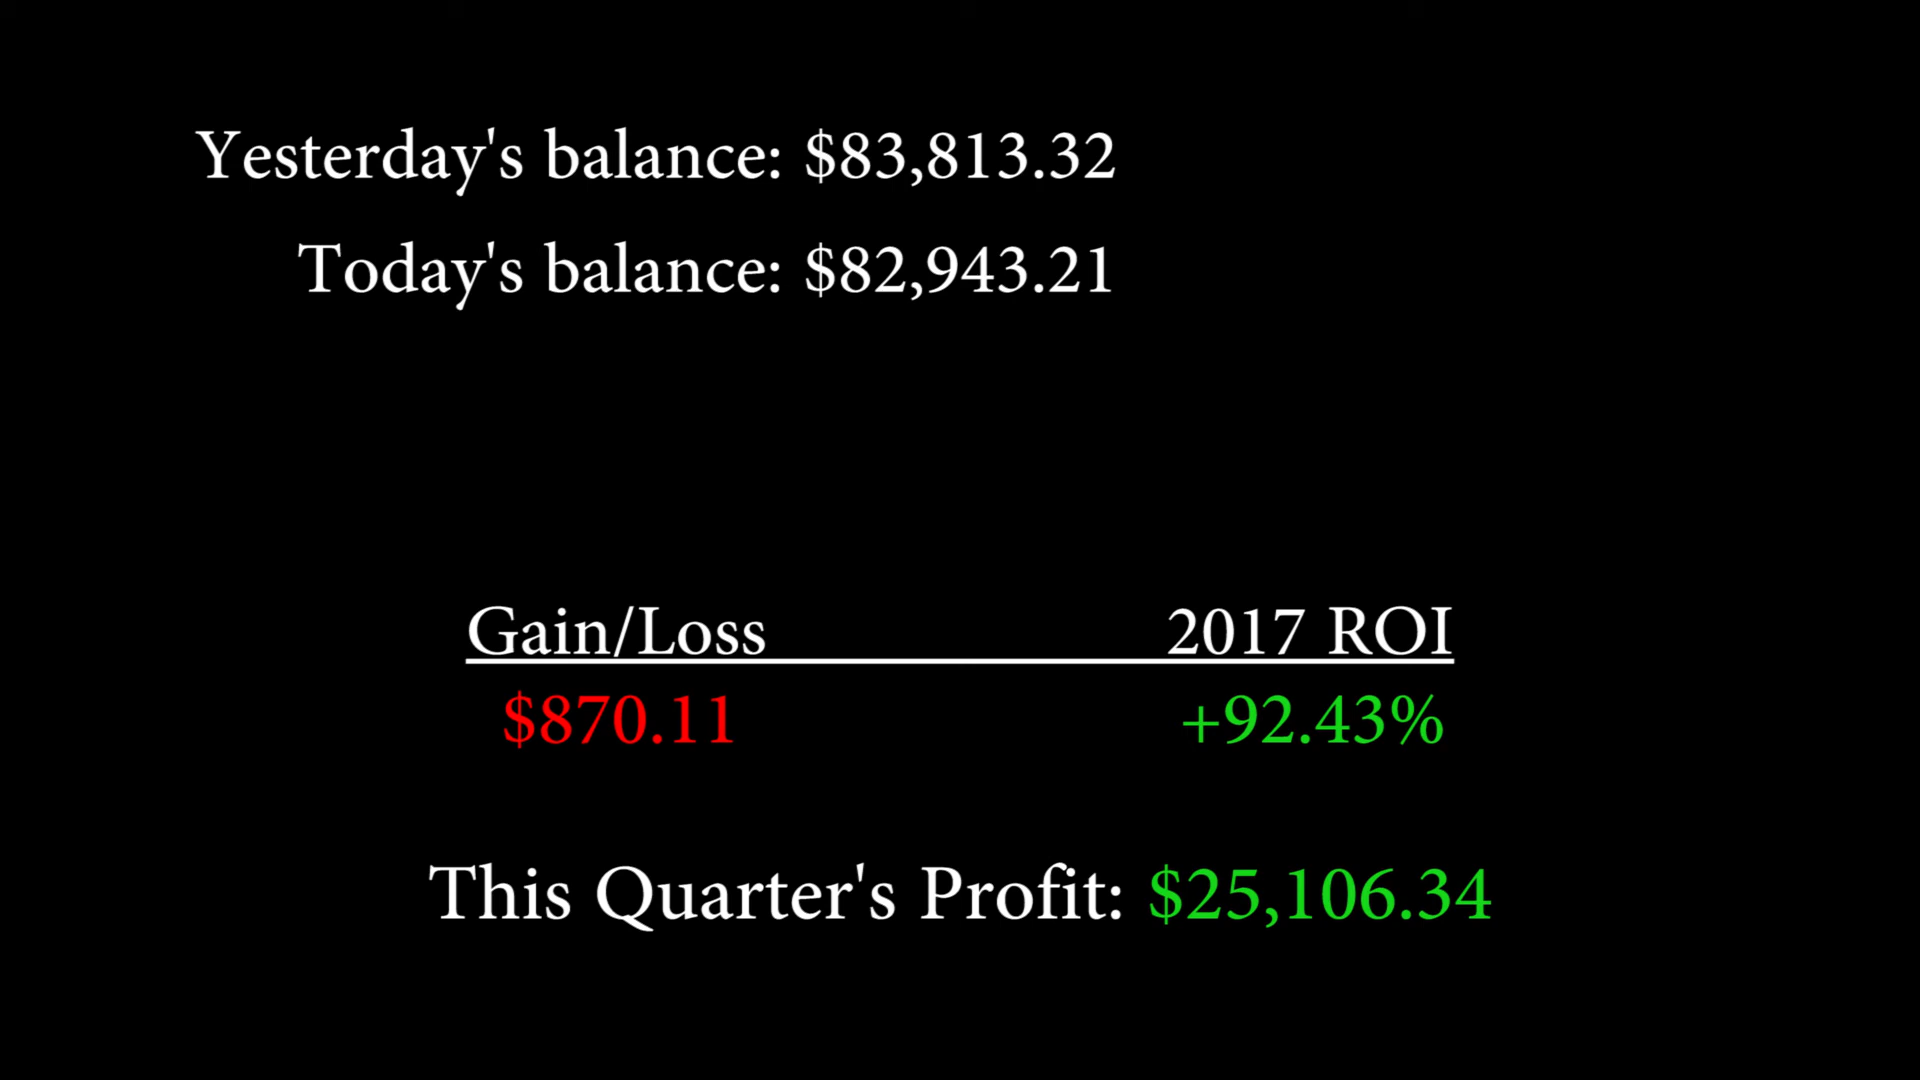 Yesterday's balance: $83,813.32
Today's balance: $82,943.21
Gain/Loss 2017 ROI
$870.11 +92.43%
This Quarter's Profit: $25,106.34